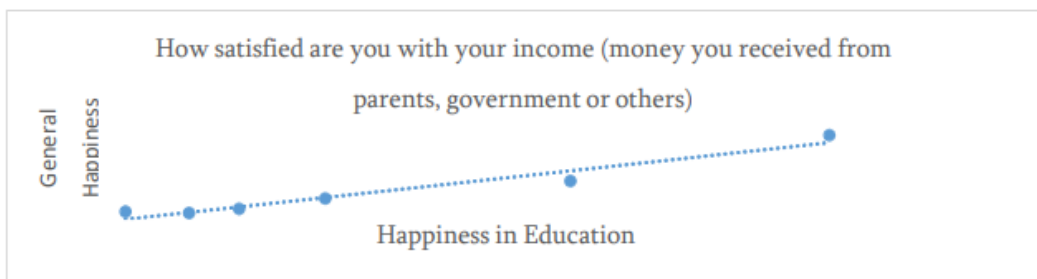 How satisfied are you with your income (money you received from
parents, government or others)
General
Happiness
Happiness in Education